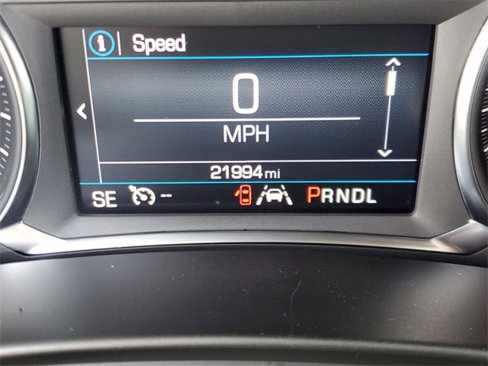 i Speed
0
MPH
21994 mi
SE -- PRNDL